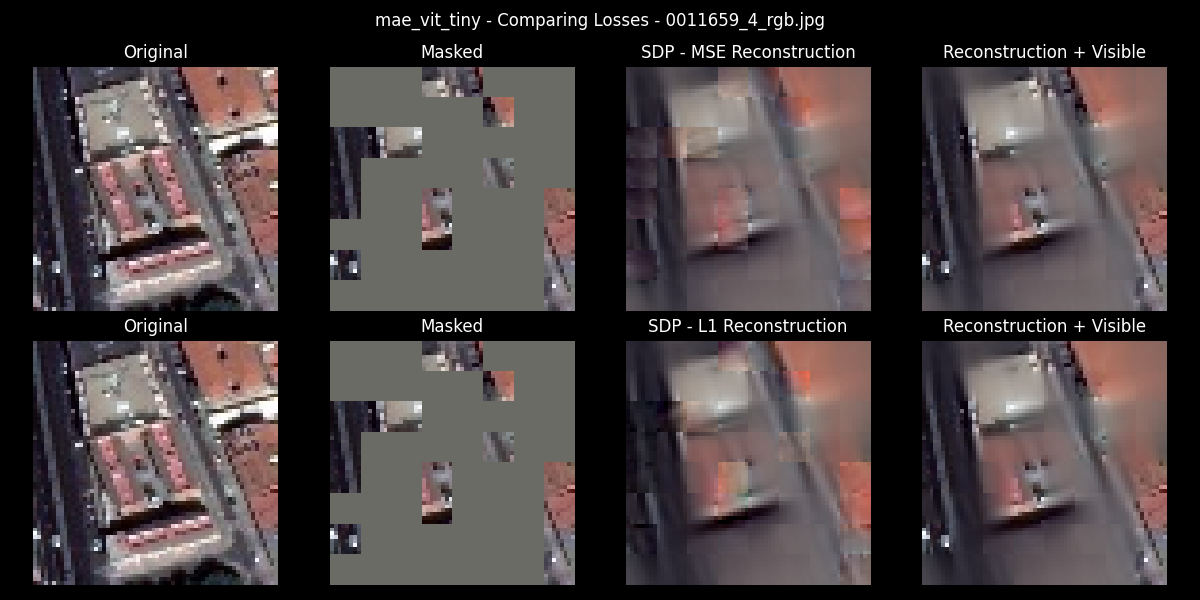 mae_vit_tiny - Comparing Losses - 0011659_4_rgb.jpg
Original
Masked
SDP - MSE Reconstruction
Reconstruction + Visible
Original
Masked
SDP - L1 Reconstruction
Reconstruction + Visible